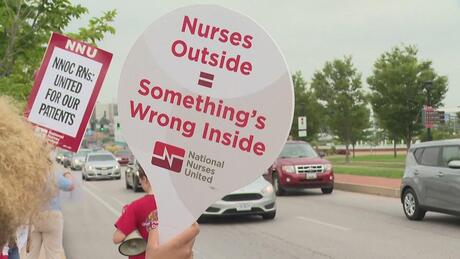 NNU
NNOC RNs:
UNITED
FOR OUR
PATIENTS
Nurses
Outside
=
Something's
Wrong Inside
National
Nurses
United